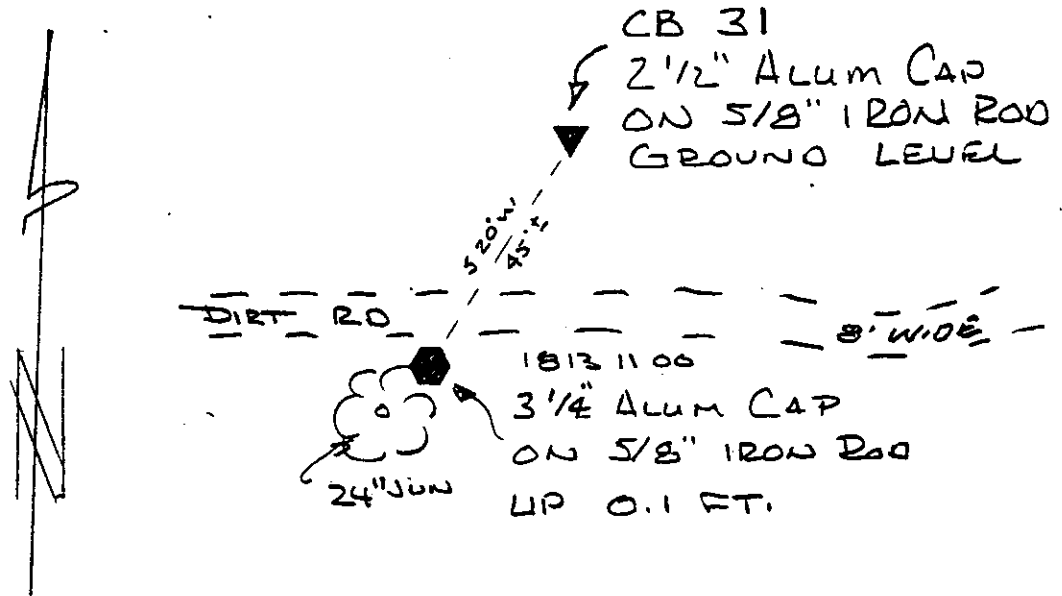 CB 31
2 1/2" ALUM CAP
ON 5/8" IRON ROD
GROUND LEVEL
S 20° W
45' ±
DIRT RD
8' WIDE
1813 11 00
3 1/4" ALUM CAP
ON 5/8" IRON ROD
UP 0.1 FT.
24" JUN
N